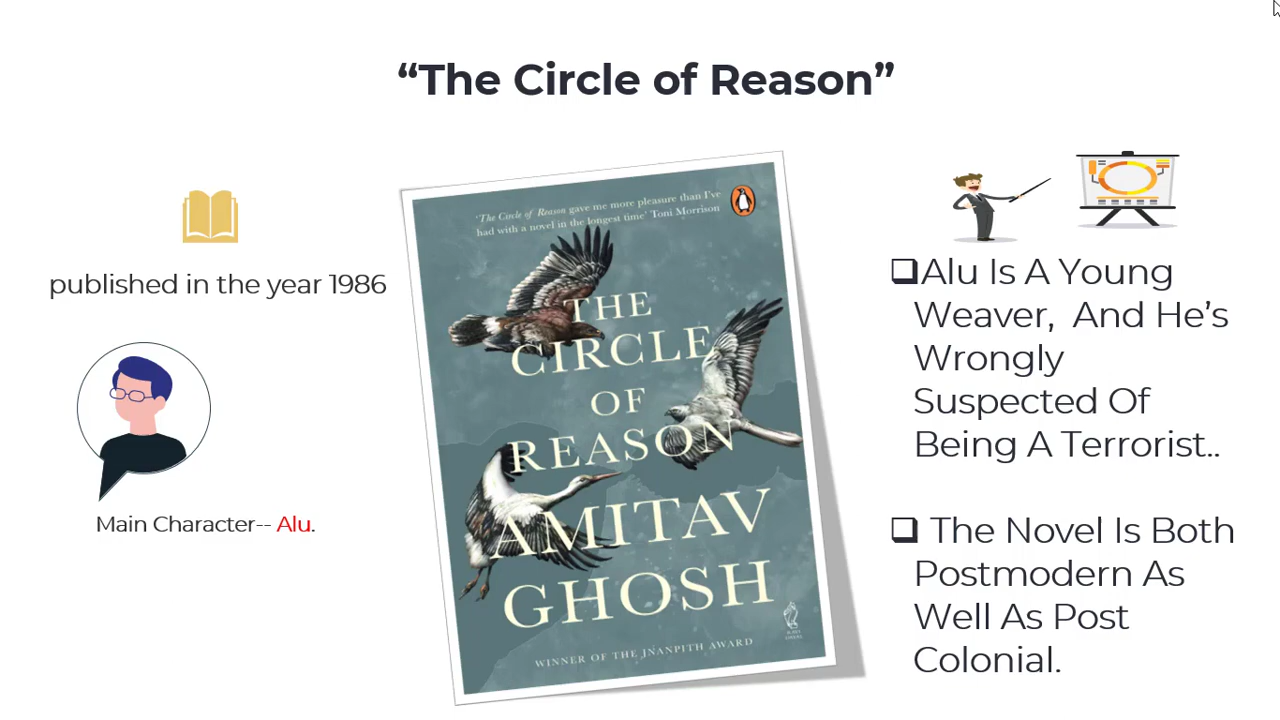 “The Circle of Reason”
published in the year 1986
Main Character-- Alu.
'The Circle of Reason gave me more pleasure than I've
had with a novel in the longest time' Toni Morrison
THE
CIRCLE
OF
REASON
AMITAV
GHOSH
WINNER OF THE JNANPITH AWARD
❑Alu Is A Young
Weaver, And He’s
Wrongly
Suspected Of
Being A Terrorist..
❑ The Novel Is Both
Postmodern As
Well As Post
Colonial.